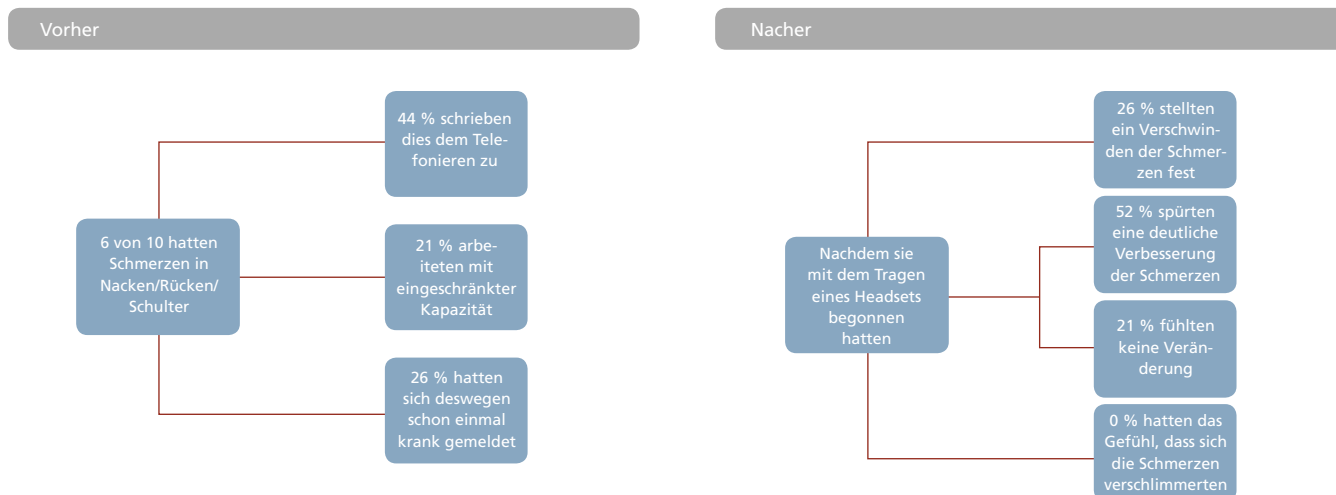 Vorher
44 % schrieben
dies dem Tele-
fonieren zu
6 von 10 hatten
Schmerzen in
Nacken/Rücken/
Schulter
21 % arbe-
iteten mit
eingeschränkter
Kapazität
26 % hatten
sich deswegen
schon einmal
krank gemeldet
Nacher
26 % stellten
ein Verschwin-
den der Schmer-
zen fest
52 % spürten
eine deutliche
Verbesserung
der Schmerzen
Nachdem sie
mit dem Tragen
eines Headsets
begonnen
hatten
21 % fühlten
keine Verän-
derung
0 % hatten das
Gefühl, dass sich
die Schmerzen
verschlimmerten